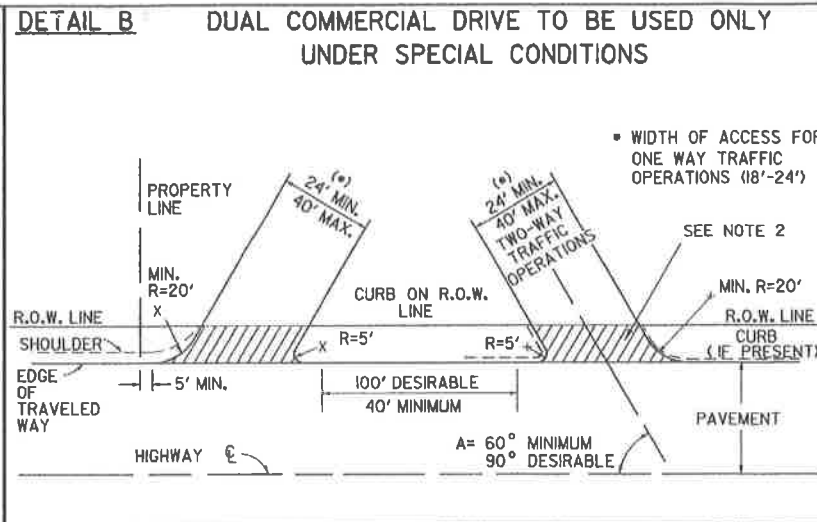 DETAIL B DUAL COMMERCIAL DRIVE TO BE USED ONLY
UNDER SPECIAL CONDITIONS
• WIDTH OF ACCESS FOR
ONE WAY TRAFFIC
OPERATIONS (18'-24')
PROPERTY
LINE
(•)
24' MIN.
40' MAX.
(•)
24' MIN.
40' MAX.
TWO-WAY
TRAFFIC
OPERATIONS
SEE NOTE 2
MIN.
R=20'
X
CURB ON R.O.W.
LINE
MIN. R=20'
R.O.W. LINE
R.O.W. LINE
SHOULDER
X
R=5'
R=5'
CURB
(IF PRESENT)
EDGE
OF
TRAVELED
WAY
5' MIN.
100' DESIRABLE
40' MINIMUM
PAVEMENT
HIGHWAY ℄
A= 60° MINIMUM
90° DESIRABLE